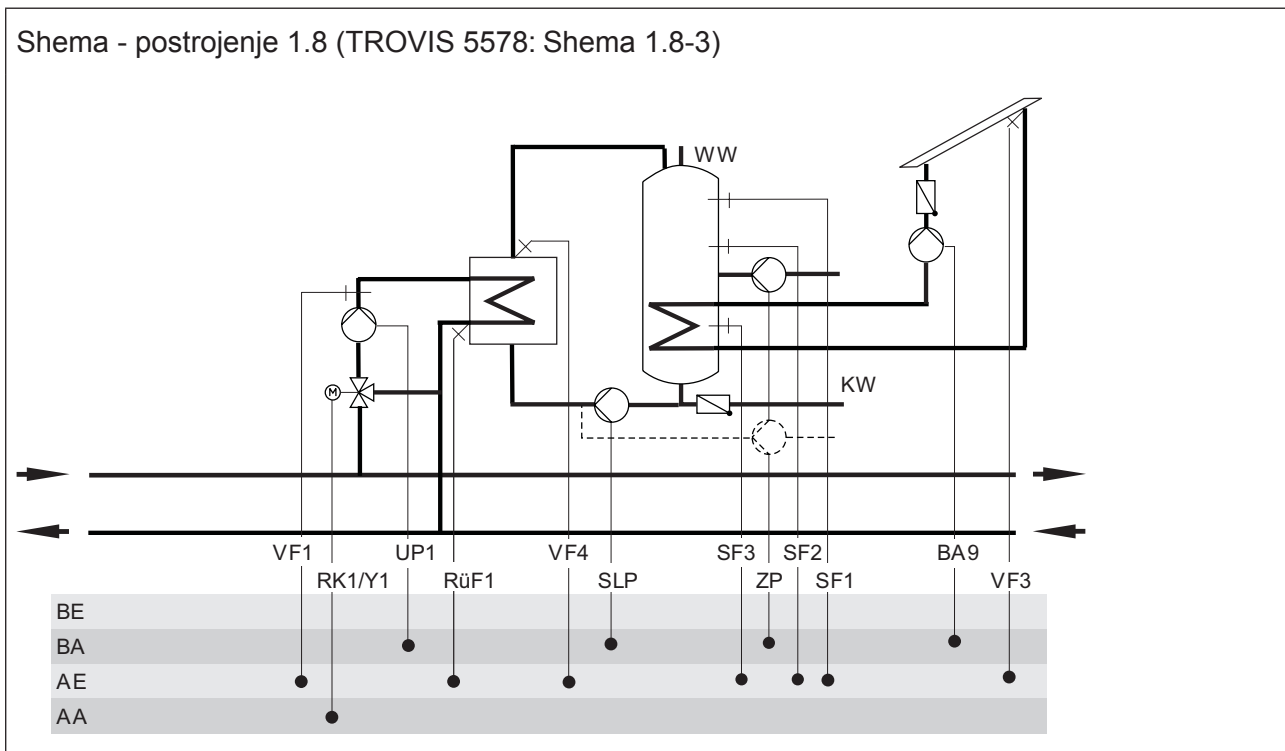 Shema - postrojenje 1.8 (TROVIS 5578: Shema 1.8-3)
WW
KW
M
VF1 UP1 VF4 SF3 SF2 BA9
RK1/Y1 RüF1 SLP ZP SF1 VF3
BE
BA
AE
AA